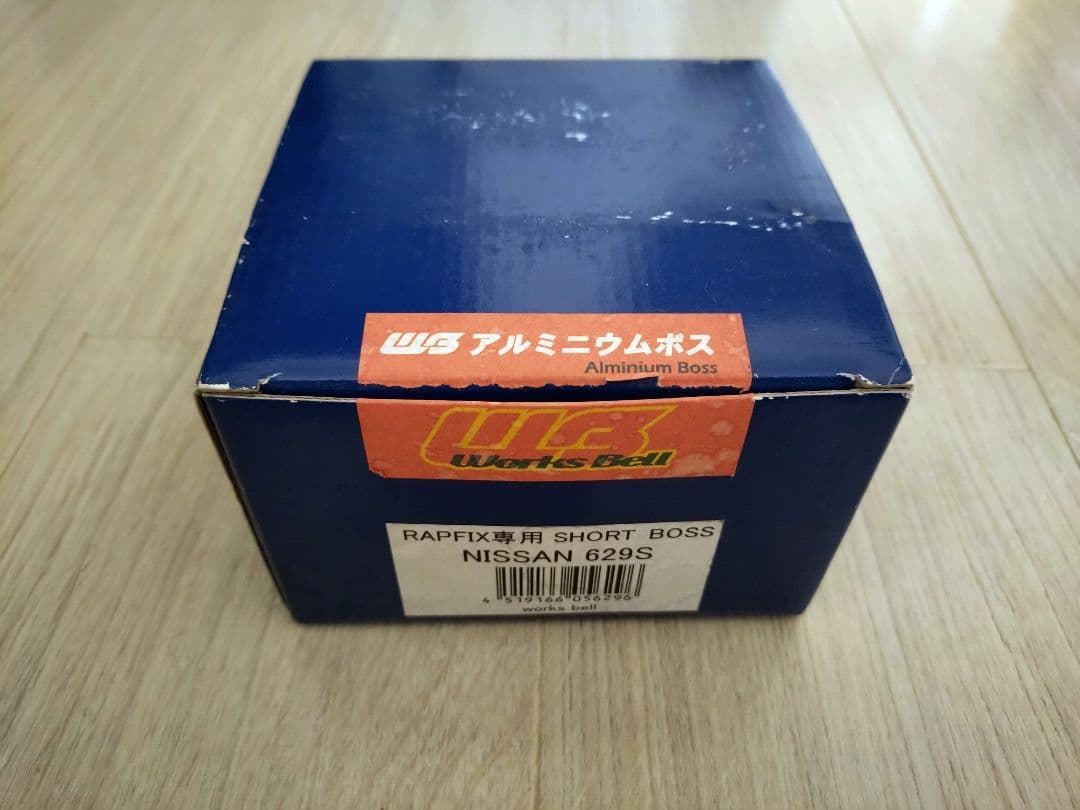 WB アルミニウムボス
Alminium Boss
WB
Works Bell
RAPFIX専用 SHORT BOSS
NISSAN 629S
4 519166 056296
works bell